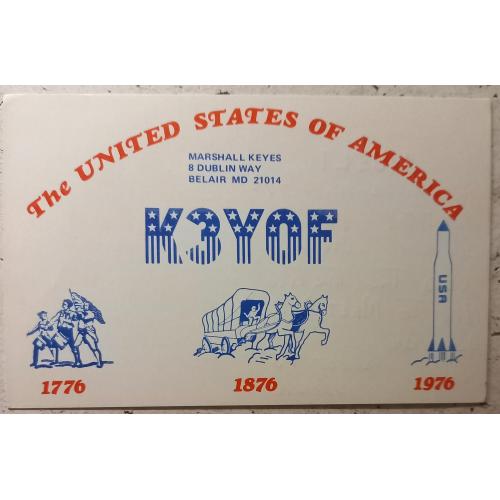 The UNITED STATES OF AMERICA
MARSHALL KEYES
8 DUBLIN WAY
BELAIR MD 21014
K3YOF
USA
1776
1876
1976